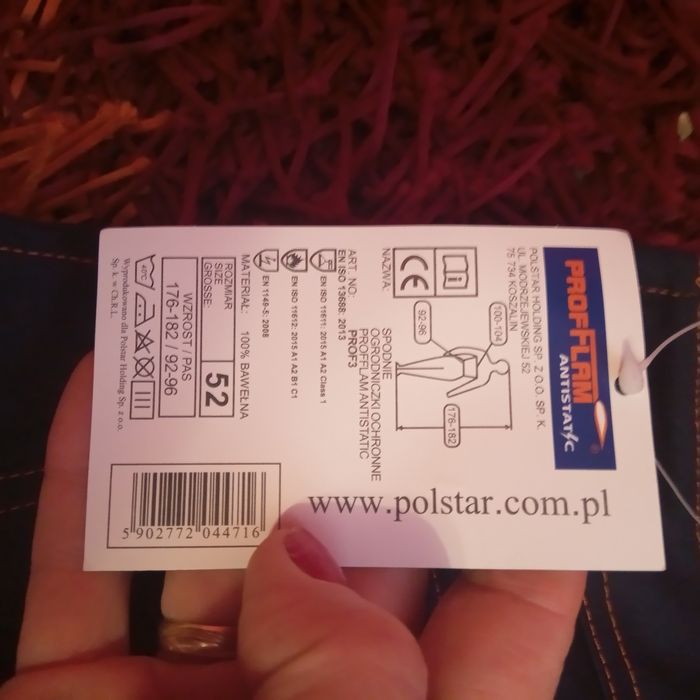 PROFFLAM
ANTISTATIC
®
POLSTAR HOLDING SP. Z O.O. SP. K.
UL. MODRZEJEWSKIEJ 52
75 734 KOSZALIN
i
CE
100-104
92-96
176-182
NAZWA: SPODNIE
OGRODNICZKI OCHRONNE
PROFFLAM ANTISTATIC
ART. NO: PROF3
EN ISO 13688: 2013
EN ISO 11611: 2015 A1 A2 Class 1
EN ISO 11612: 2015 A1 A2 B1 C1
EN 1149-5: 2008
MATERIAŁ: 100% BAWEŁNA
ROZMIAR
SIZE
GROSSE:
52
WZROST / PAS
176-182 / 92-96
40°C
Wyprodukowano dla Polstar Holding Sp. z o.o.
Sp. k. w Ch.R.L.
www.polstar.com.pl
5 902772 044716